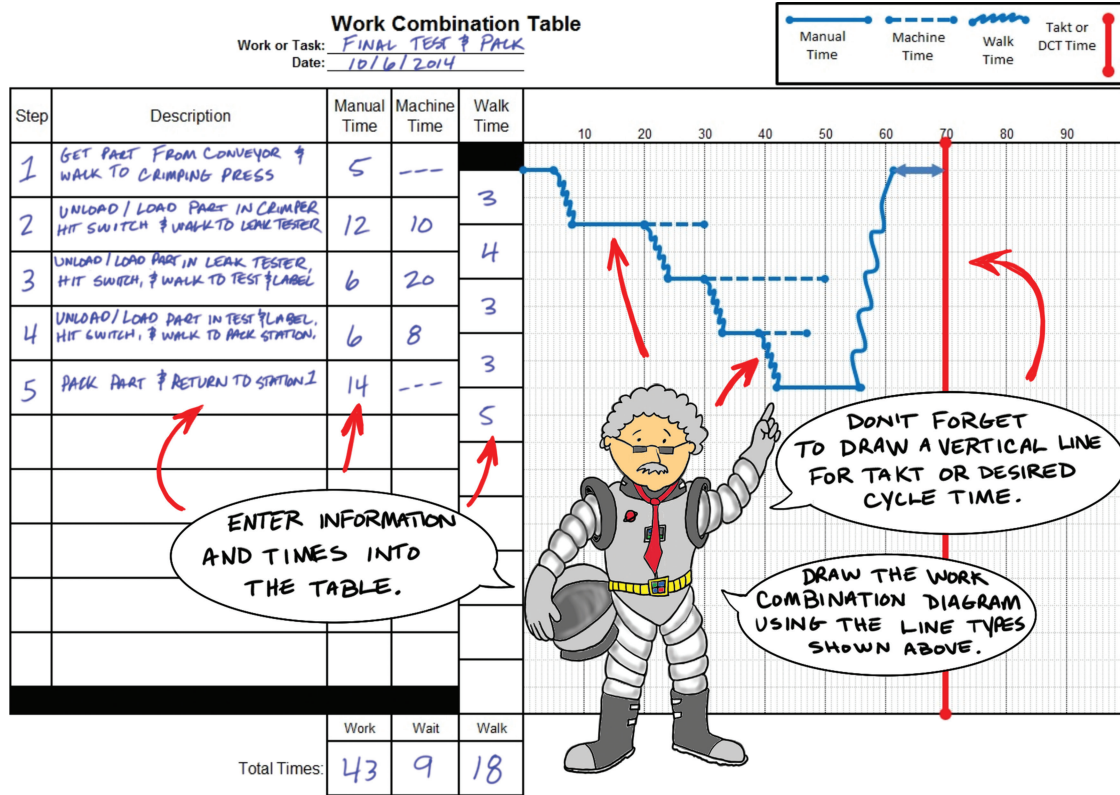 Work Combination Table
Work or Task: FINAL TEST & PACK
Date: 10/6/2014
Manual
Time
Machine
Time
Walk
Time
Takt or
DCT Time
Step
Description
Manual
Time
Machine
Time
Walk
Time
10 20 30 40 50 60 70 80 90
1
GET PART FROM CONVEYOR &
WALK TO CRIMPING PRESS
5
---
3
2
UNLOAD/LOAD PART IN CRIMPER
HIT SWITCH & WALK TO LEAK TESTER
12
10
4
3
UNLOAD/LOAD PART IN LEAK TESTER,
HIT SWITCH, & WALK TO TEST & LABEL
6
20
3
4
UNLOAD/LOAD PART IN TEST & LABEL,
HIT SWITCH, & WALK TO PACK STATION.
6
8
3
5
PACK PART & RETURN TO STATION 1
14
---
5
ENTER INFORMATION
AND TIMES INTO
THE TABLE.
DON'T FORGET
TO DRAW A VERTICAL LINE
FOR TAKT OR DESIRED
CYCLE TIME.
DRAW THE WORK
COMBINATION DIAGRAM
USING THE LINE TYPES
SHOWN ABOVE.
Work
Wait
Walk
Total Times:
43
9
18